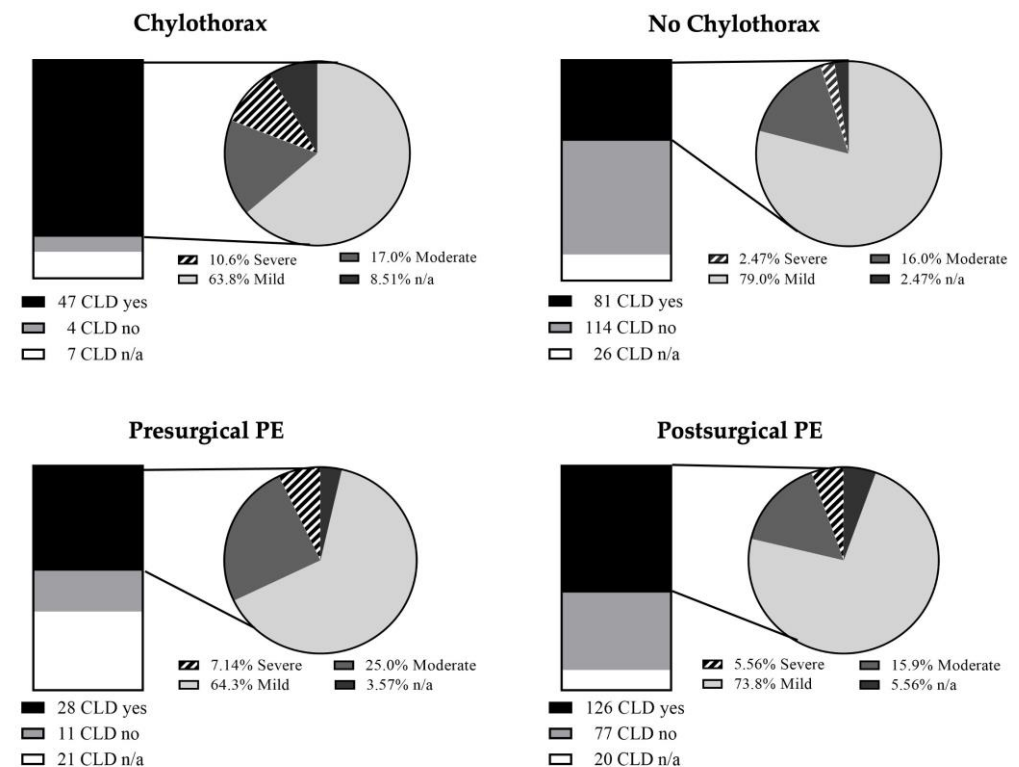 Chylothorax
10.6% Severe 17.0% Moderate
63.8% Mild 8.51% n/a
47 CLD yes
4 CLD no
7 CLD n/a
No Chylothorax
2.47% Severe 16.0% Moderate
79.0% Mild 2.47% n/a
81 CLD yes
114 CLD no
26 CLD n/a
Presurgical PE
7.14% Severe 25.0% Moderate
64.3% Mild 3.57% n/a
28 CLD yes
11 CLD no
21 CLD n/a
Postsurgical PE
5.56% Severe 15.9% Moderate
73.8% Mild 5.56% n/a
126 CLD yes
77 CLD no
20 CLD n/a